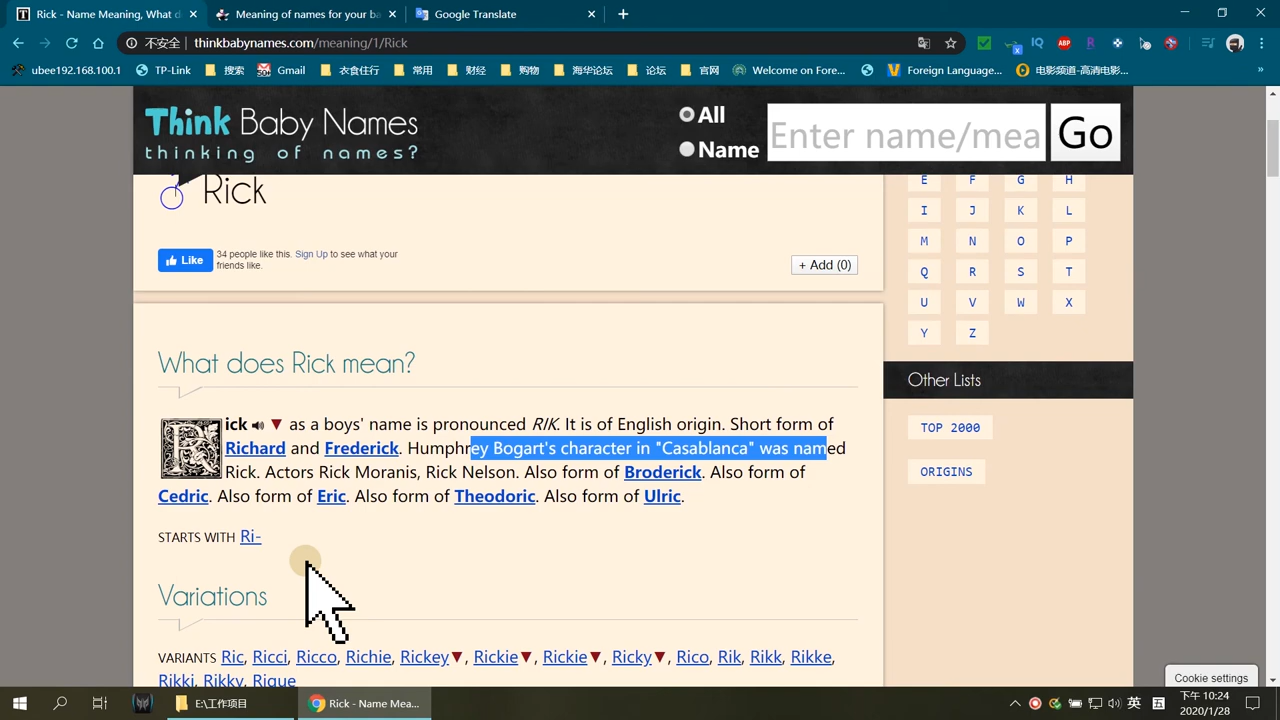 Rick - Name Meaning, What d
Meaning of names for your ba
Google Translate
不安全 | thinkbabynames.com/meaning/1/Rick
ubee192.168.100.1 TP-Link 搜索 Gmail 衣食住行 常用 财经 购物 海华论坛 论坛 官网 Welcome on Fore... Foreign Language... 电影频道-高清电影...
Think Baby Names
thinking of names?
All
Name
Enter name/mea
Go
Rick
Like
34 people like this. Sign Up to see what your
friends like.
+ Add (0)
What does Rick mean?
Rick as a boys' name is pronounced RIK. It is of English origin. Short form of
Richard and Frederick. Humphrey Bogart's character in "Casablanca" was named
Rick. Actors Rick Moranis, Rick Nelson. Also form of Broderick. Also form of
Cedric. Also form of Eric. Also form of Theodoric. Also form of Ulric.
STARTS WITH Ri-
Variations
VARIANTS Ric, Ricci, Ricco, Richie, Rickey▼, Rickie▼, Rickie▼, Ricky▼, Rico, Rik, Rikk, Rikke,
Rikki, Rikky, Rique
E F G H
I J K L
M N O P
Q R S T
U V W X
Y Z
Other Lists
TOP 2000
ORIGINS
Cookie settings
E:\工作项目
Rick - Name Mea...
英
五
下午 10:24
2020/1/28